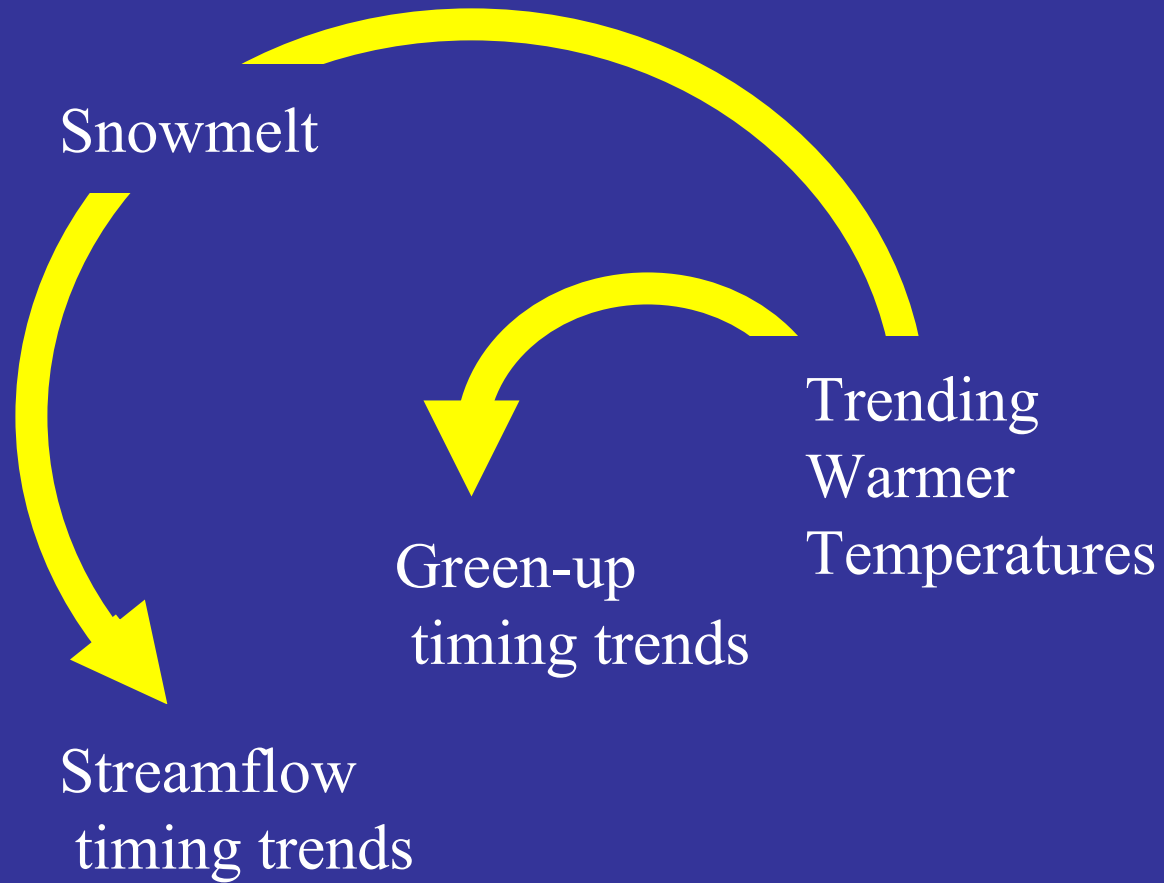 Snowmelt
Trending
Warmer
Temperatures
Green-up
timing trends
Streamflow
timing trends